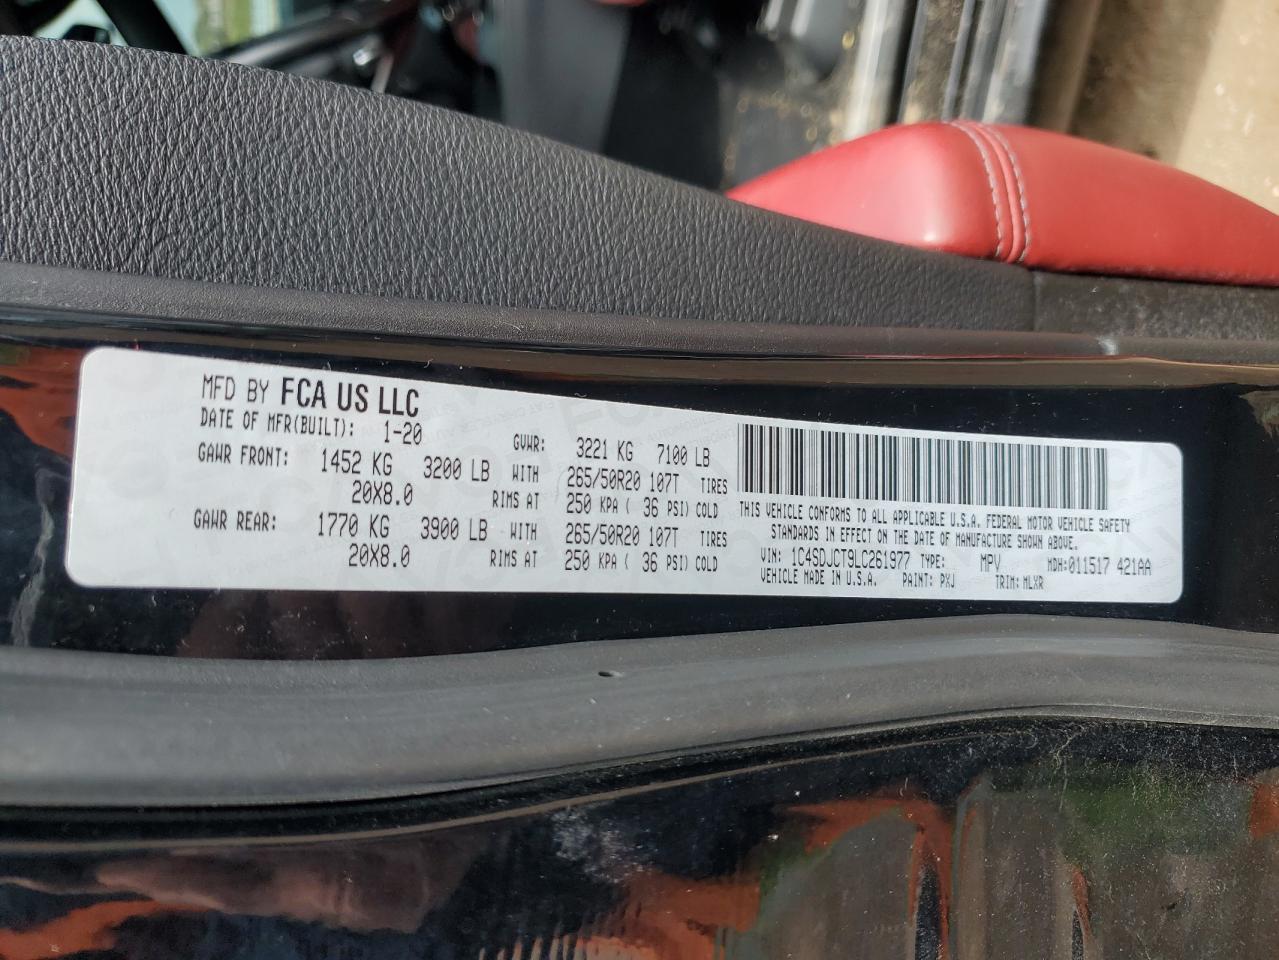 MFD BY FCA US LLC
DATE OF MFR(BUILT): 1-20 GVWR: 3221 KG 7100 LB
GAWR FRONT: 1452 KG 3200 LB WITH 265/50R20 107T TIRES
20X8.0 RIMS AT 250 KPA ( 36 PSI) COLD
GAWR REAR: 1770 KG 3900 LB WITH 265/50R20 107T TIRES
20X8.0 RIMS AT 250 KPA ( 36 PSI) COLD
THIS VEHICLE CONFORMS TO ALL APPLICABLE U.S.A. FEDERAL MOTOR VEHICLE SAFETY
STANDARDS IN EFFECT ON THE DATE OF MANUFACTURE SHOWN ABOVE.
VIN: 1C4SDJCT9LC261977 TYPE: MPV MDH:011517 421AA
VEHICLE MADE IN U.S.A. PAINT: PXJ TRIM: MLXR